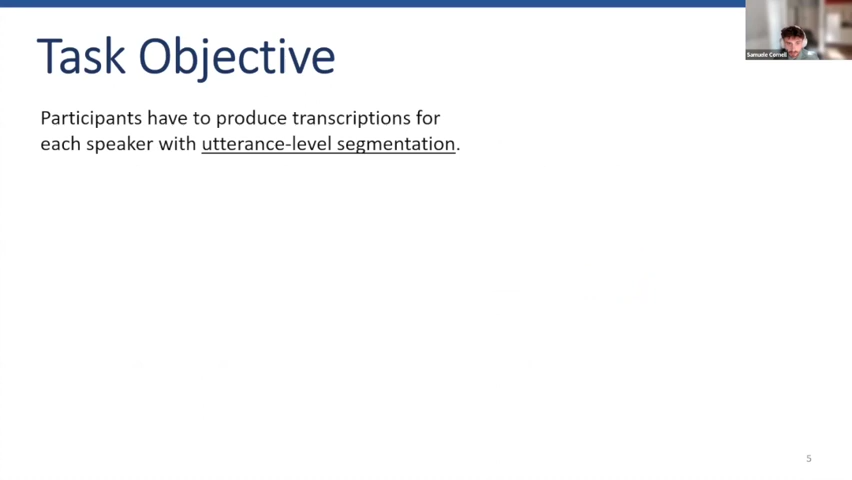 Task Objective
Samuele Cornell
Participants have to produce transcriptions for
each speaker with utterance-level segmentation.
5